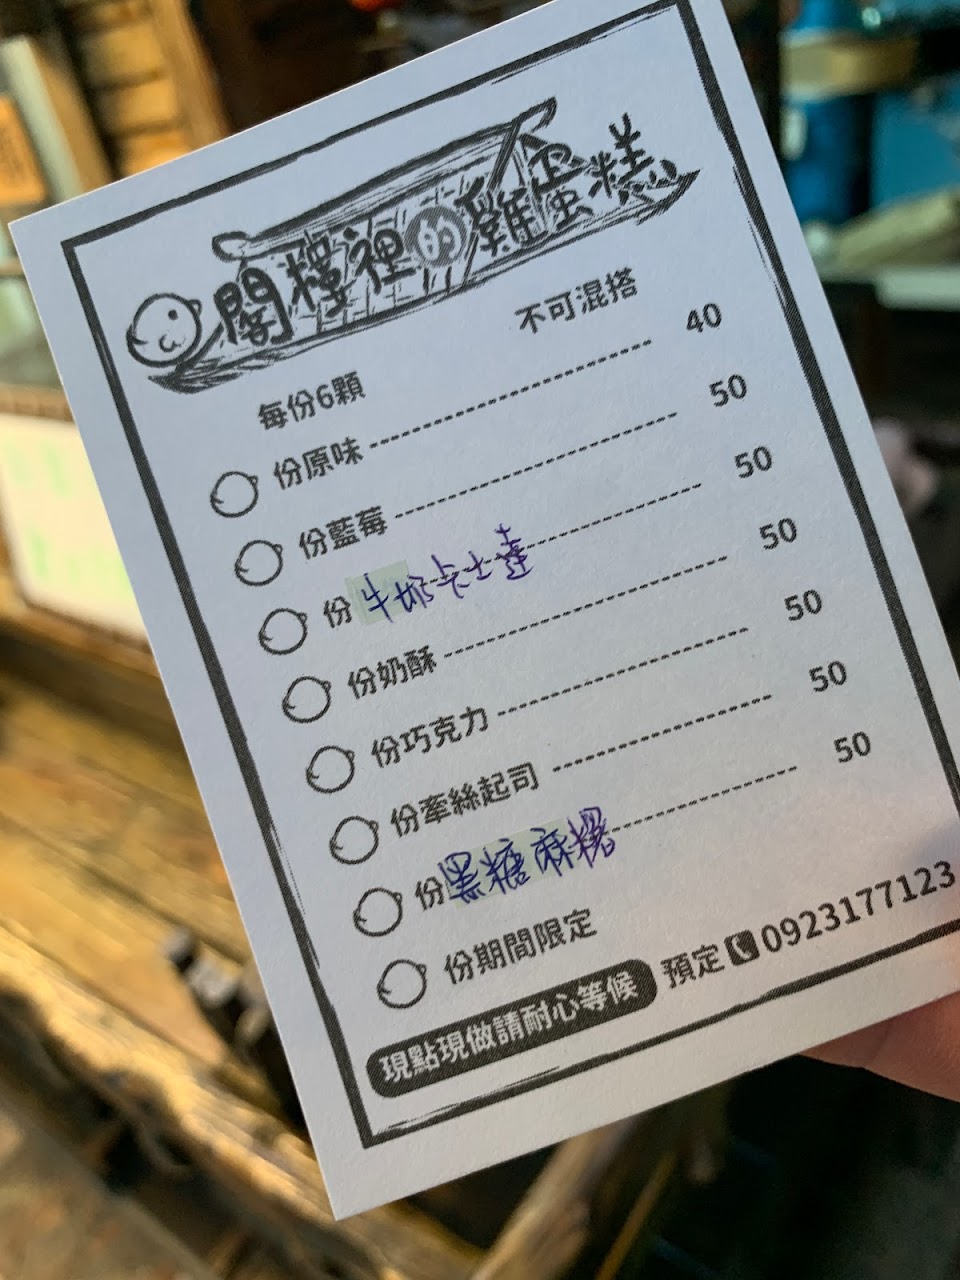 閣樓裡的雞蛋糕
每份6顆 不可混搭
份原味 40
份藍莓 50
份牛奶卡士達 50
份奶酥 50
份巧克力 50
份牽絲起司 50
份黑糖麻糬 50
份期間限定
現點現做請耐心等候 預定 0923177123